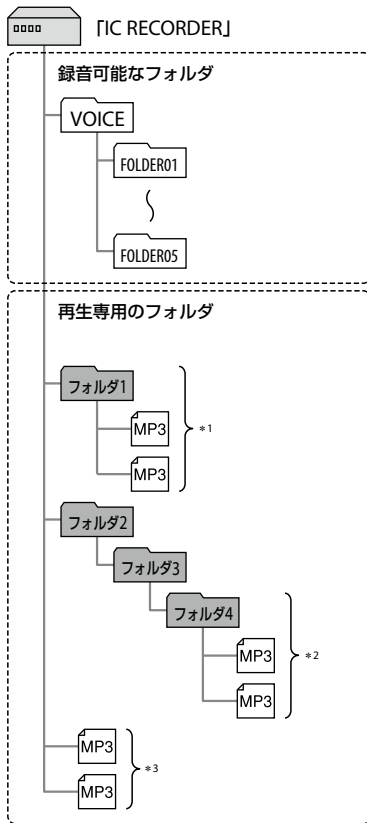 「IC RECORDER」
録音可能なフォルダ
VOICE
FOLDER01
FOLDER05
再生専用のフォルダ
フォルダ1
MP3
*1
MP3
フォルダ2
フォルダ3
フォルダ4
MP3
*2
MP3
MP3
*3
MP3